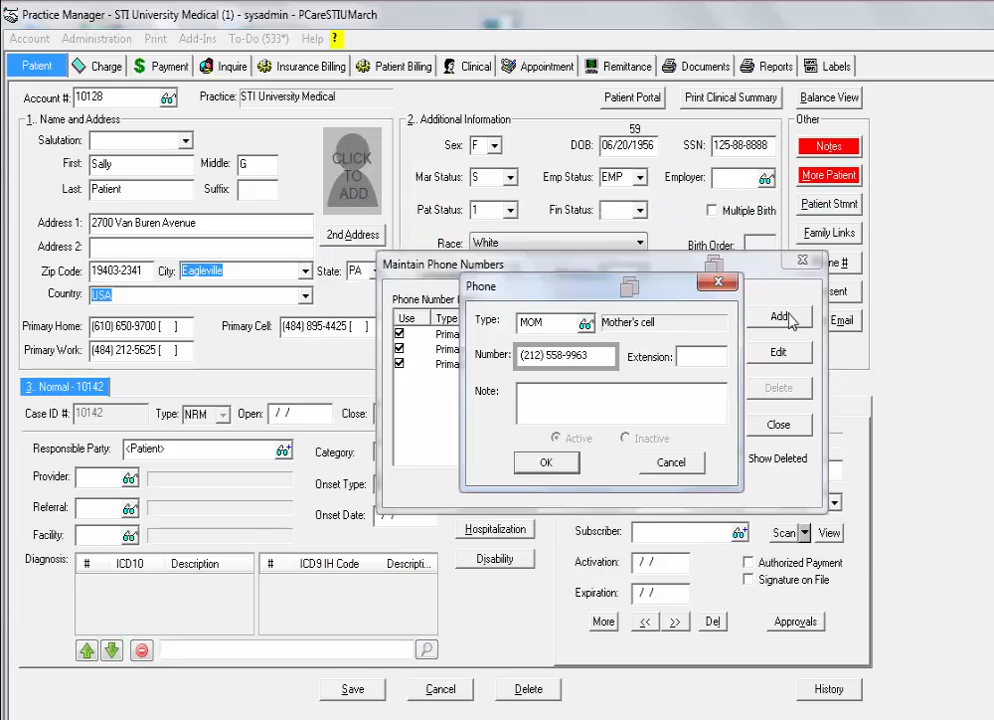 Practice Manager - STI University Medical (1) - sysadmin - PCareSTIUMarch
Account Administration Print Add-Ins To-Do (533*) Help ?
Patient Charge $ Payment Inquire Insurance Billing Patient Billing Clinical Appointment Remittance Documents Reports Labels
Account #: 10128 Practice: STI University Medical Patient Portal Print Clinical Summary Balance View
1.. Name and Address 2.. Additional Information Other
59
Salutation: Sex: F DOB: 06/20/1956 SSN: 125-88-8888 Notes
First: Sally Middle: G CLICK TO ADD
Last: Patient Suffix: Mar Status: S Emp Status: EMP Employer: More Patient
Pat Status: 1 Fin Status: Multiple Birth Patient Stmnt
Address 1: 2700 Van Buren Avenue 2nd Address Family Links
Address 2: Race: White Birth Order:
Zip Code: 19403-2341 City: Eagleville State: PA Maintain Phone Numbers ne #
Country: USA Phone sent
Phone Number Use Type Type: MOM Mother's cell Add Email
Primary Home: (610) 650-9700 [ ] Primary Cell: (484) 895-4425 [ ] Prima
Primary Work: (484) 212-5625 [ ] Prima Number: (212) 558-9963 Extension: Edit
Prima
3.. Normal - 10142 Note: Delete
Case ID #: 10142 Type: NRM Open: / / Close: Close
Active Inactive
Responsible Party: <Patient> Category: OK Cancel Show Deleted
Provider: Onset Type:
Referral: Onset Date: / /
Facility: Hospitalization Subscriber: Scan View
Diagnosis: # ICD10 Description # ICD9 IH Code Descripti... Disability Activation: / / Authorized Payment
Signature on File
Expiration: / /
More << >> Del Approvals
Save Cancel Delete History